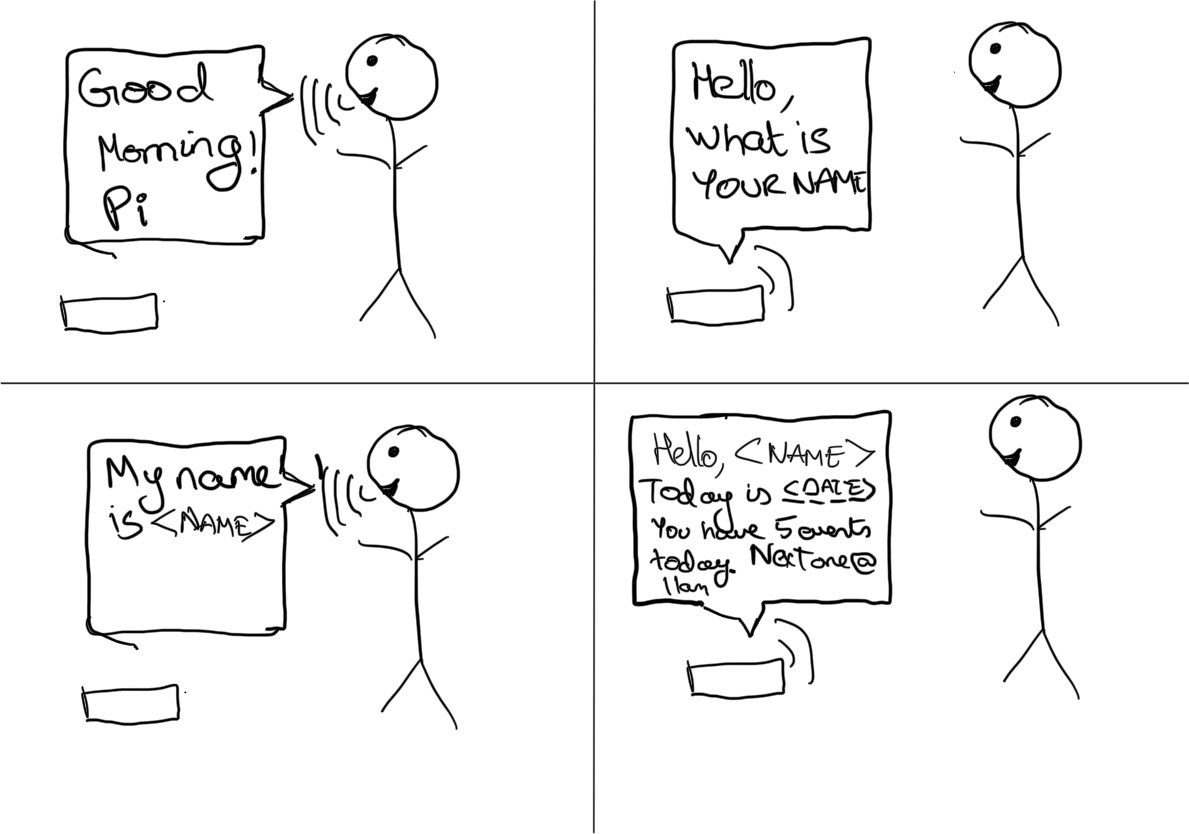 Good
Morning!
Pi
Hello,
What is
YOUR NAME
My name
is <NAME>
Hello, <NAME>
Today is <DATE>
You have 5 events
today. Next one @
11am